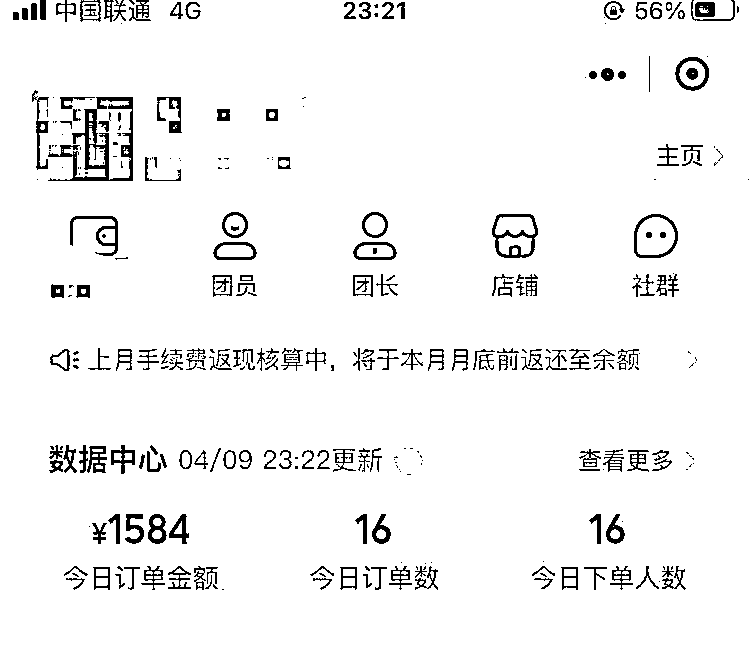 中国联通 4G 23:21 56%
主页
团员 团长 店铺 社群
上月手续费返现核算中，将于本月月底前返还至余额
数据中心 04/09 23:22更新 查看更多
¥1584 16 16
今日订单金额 今日订单数 今日下单人数